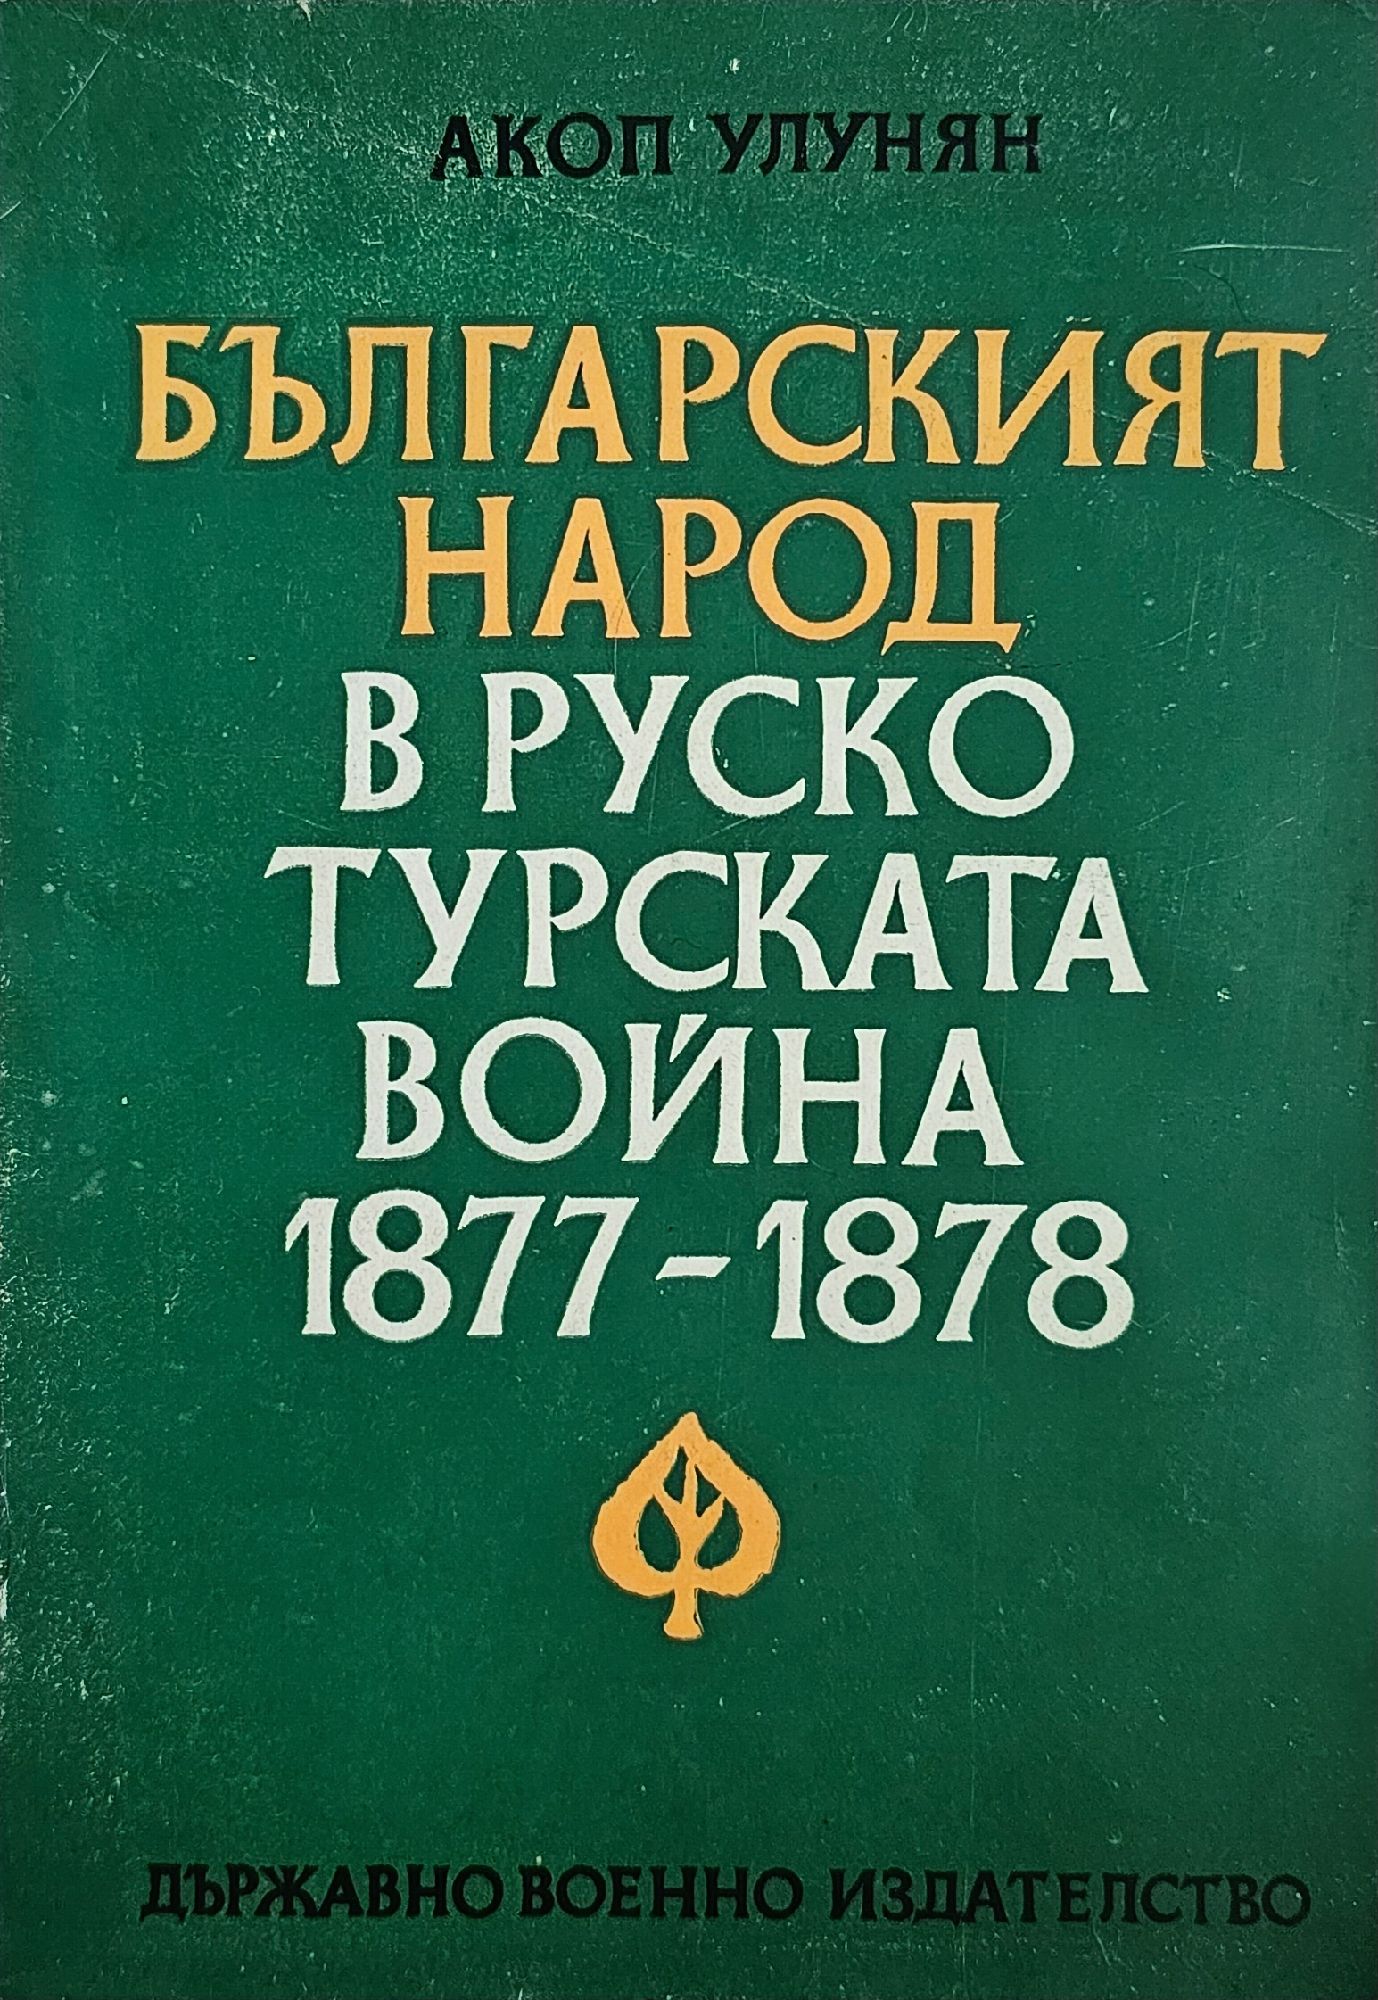 АКОП УЛУНЯН
БЪЛГАРСКИЯТ
НАРОД
В РУСКО
ТУРСКАТА
ВОЙНА
1877-1878
ДЪРЖАВНО ВОЕННО ИЗДАТЕЛСТВО